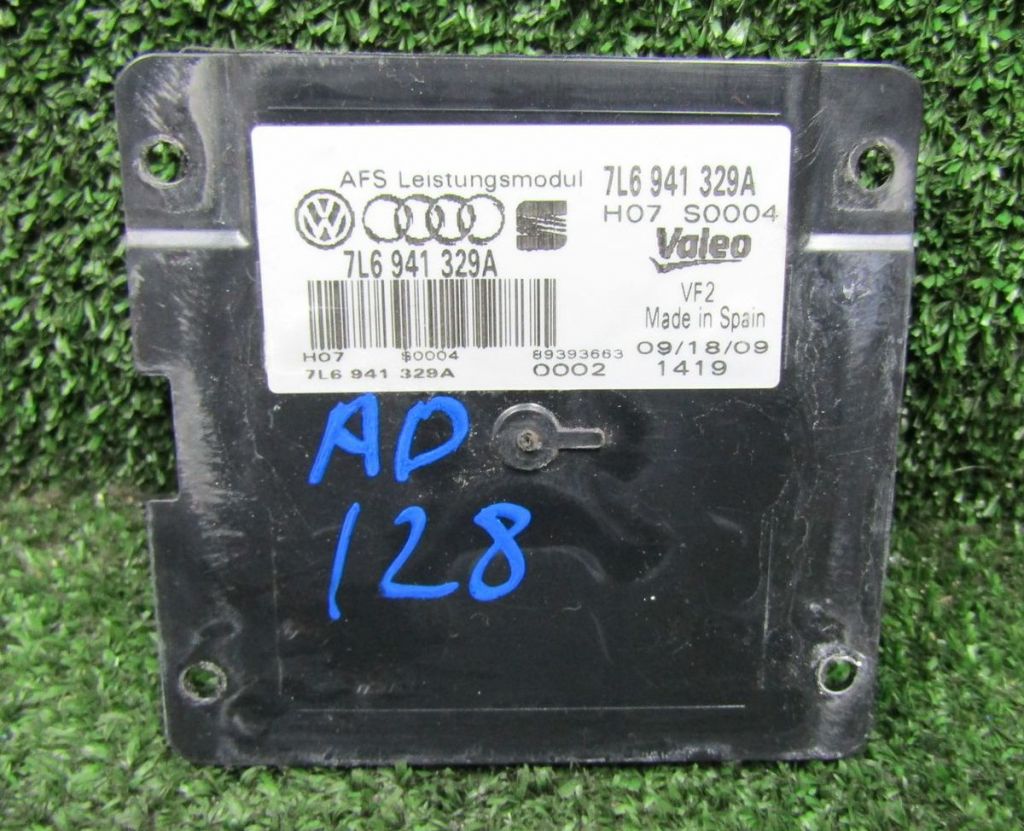 AFS Leistungsmodul
7L6 941 329A
H07 S0004
Valeo
7L6 941 329A
VF2
Made in Spain
H07 S0004 89393663
09/18/09
7L6 941 329A 0002
1419
AD
128